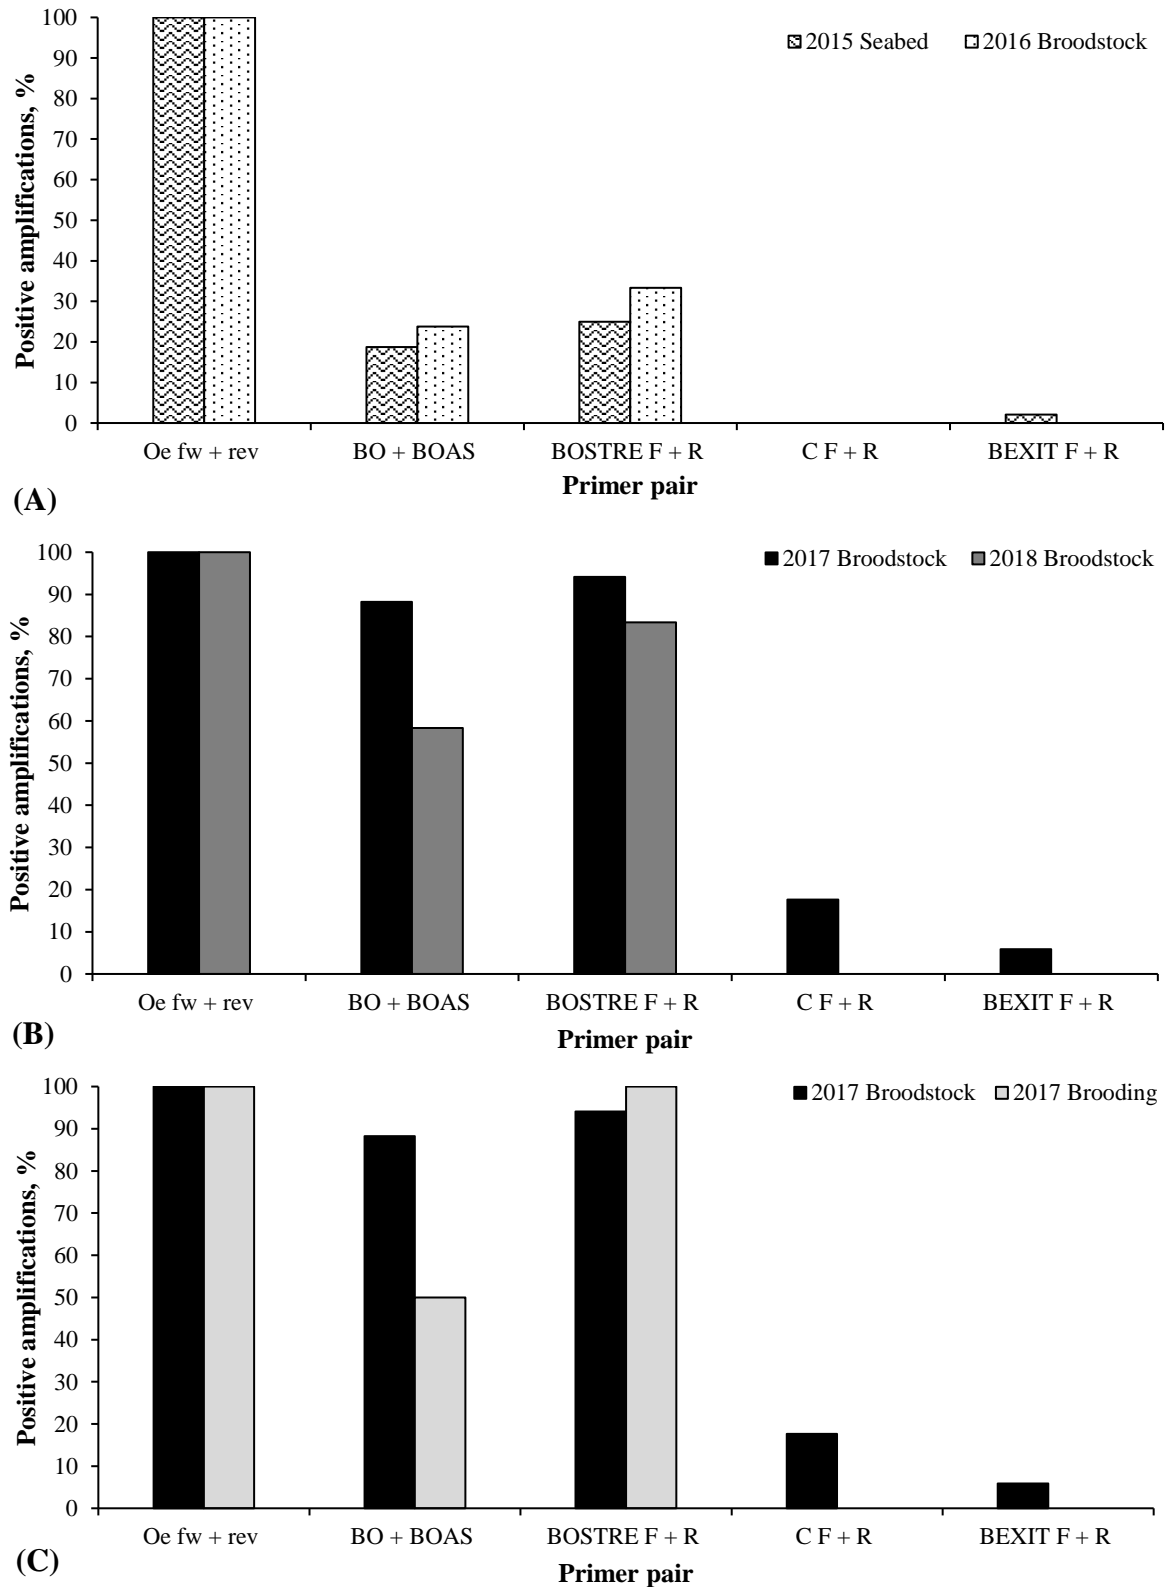 2015 Seabed 2016 Broodstock
Positive amplifications, %
100
90
80
70
60
50
40
30
20
10
0
Oe fw + rev BO + BOAS BOSTRE F + R C F + R BEXIT F + R
Primer pair
(A)
2017 Broodstock 2018 Broodstock
Positive amplifications, %
100
90
80
70
60
50
40
30
20
10
0
Oe fw + rev BO + BOAS BOSTRE F + R C F + R BEXIT F + R
Primer pair
(B)
2017 Broodstock 2017 Brooding
Positive amplifications, %
100
90
80
70
60
50
40
30
20
10
0
Oe fw + rev BO + BOAS BOSTRE F + R C F + R BEXIT F + R
Primer pair
(C)